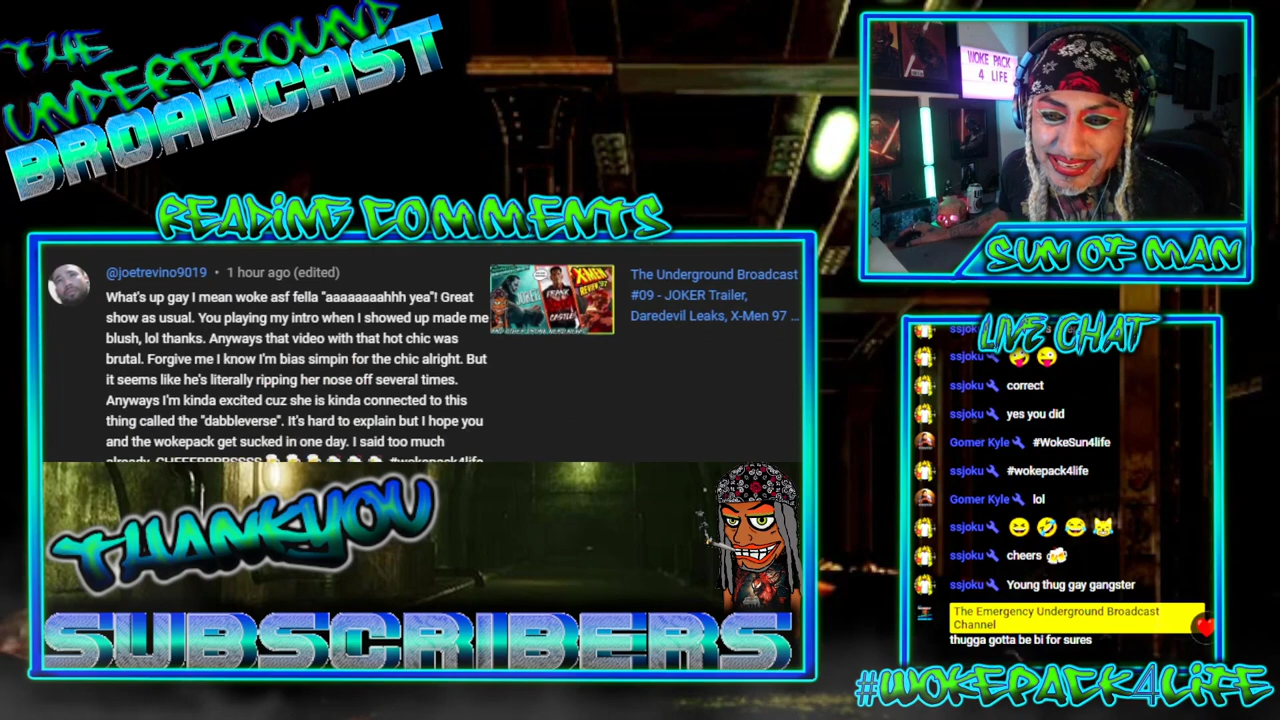 THE
UNDERGROUND
BROADCAST
WOKE PACK
4 LIFE
SUN OF MAN
READING COMMENTS
@joetrevino9019 • 1 hour ago (edited)
What's up gay I mean woke asf fella "aaaaaaaahhh yea"! Great
show as usual. You playing my intro when I showed up made me
blush, lol thanks. Anyways that video with that hot chic was
brutal. Forgive me I know I'm bias simpin for the chic alright. But
it seems like he's literally ripping her nose off several times.
Anyways I'm kinda excited cuz she is kinda connected to this
thing called the "dabbleverse". It's hard to explain but I hope you
and the wokepack get sucked in one day. I said too much
already. CHEEERRRRSSSS 🍺 🍺 🍺 #wokepack4life
The Underground Broadcast
#09 - JOKER Trailer,
Daredevil Leaks, X-Men 97 ...
THANKYOU
SUBSCRIBERS
LIVE CHAT
ssjoku
ssjoku 🤪 😜
ssjoku correct
ssjoku yes you did
Gomer Kyle #WokeSun4life
ssjoku #wokepack4life
Gomer Kyle lol
ssjoku 😆 🤣 😂 😹
ssjoku cheers 🍻
ssjoku Young thug gay gangster
The Emergency Underground Broadcast
Channel
thugga gotta be bi for sures
#WOKEPACK4LIFE